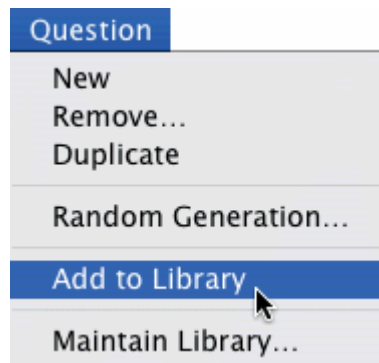 Question
New
Remove...
Duplicate
Random Generation...
Add to Library
Maintain Library...